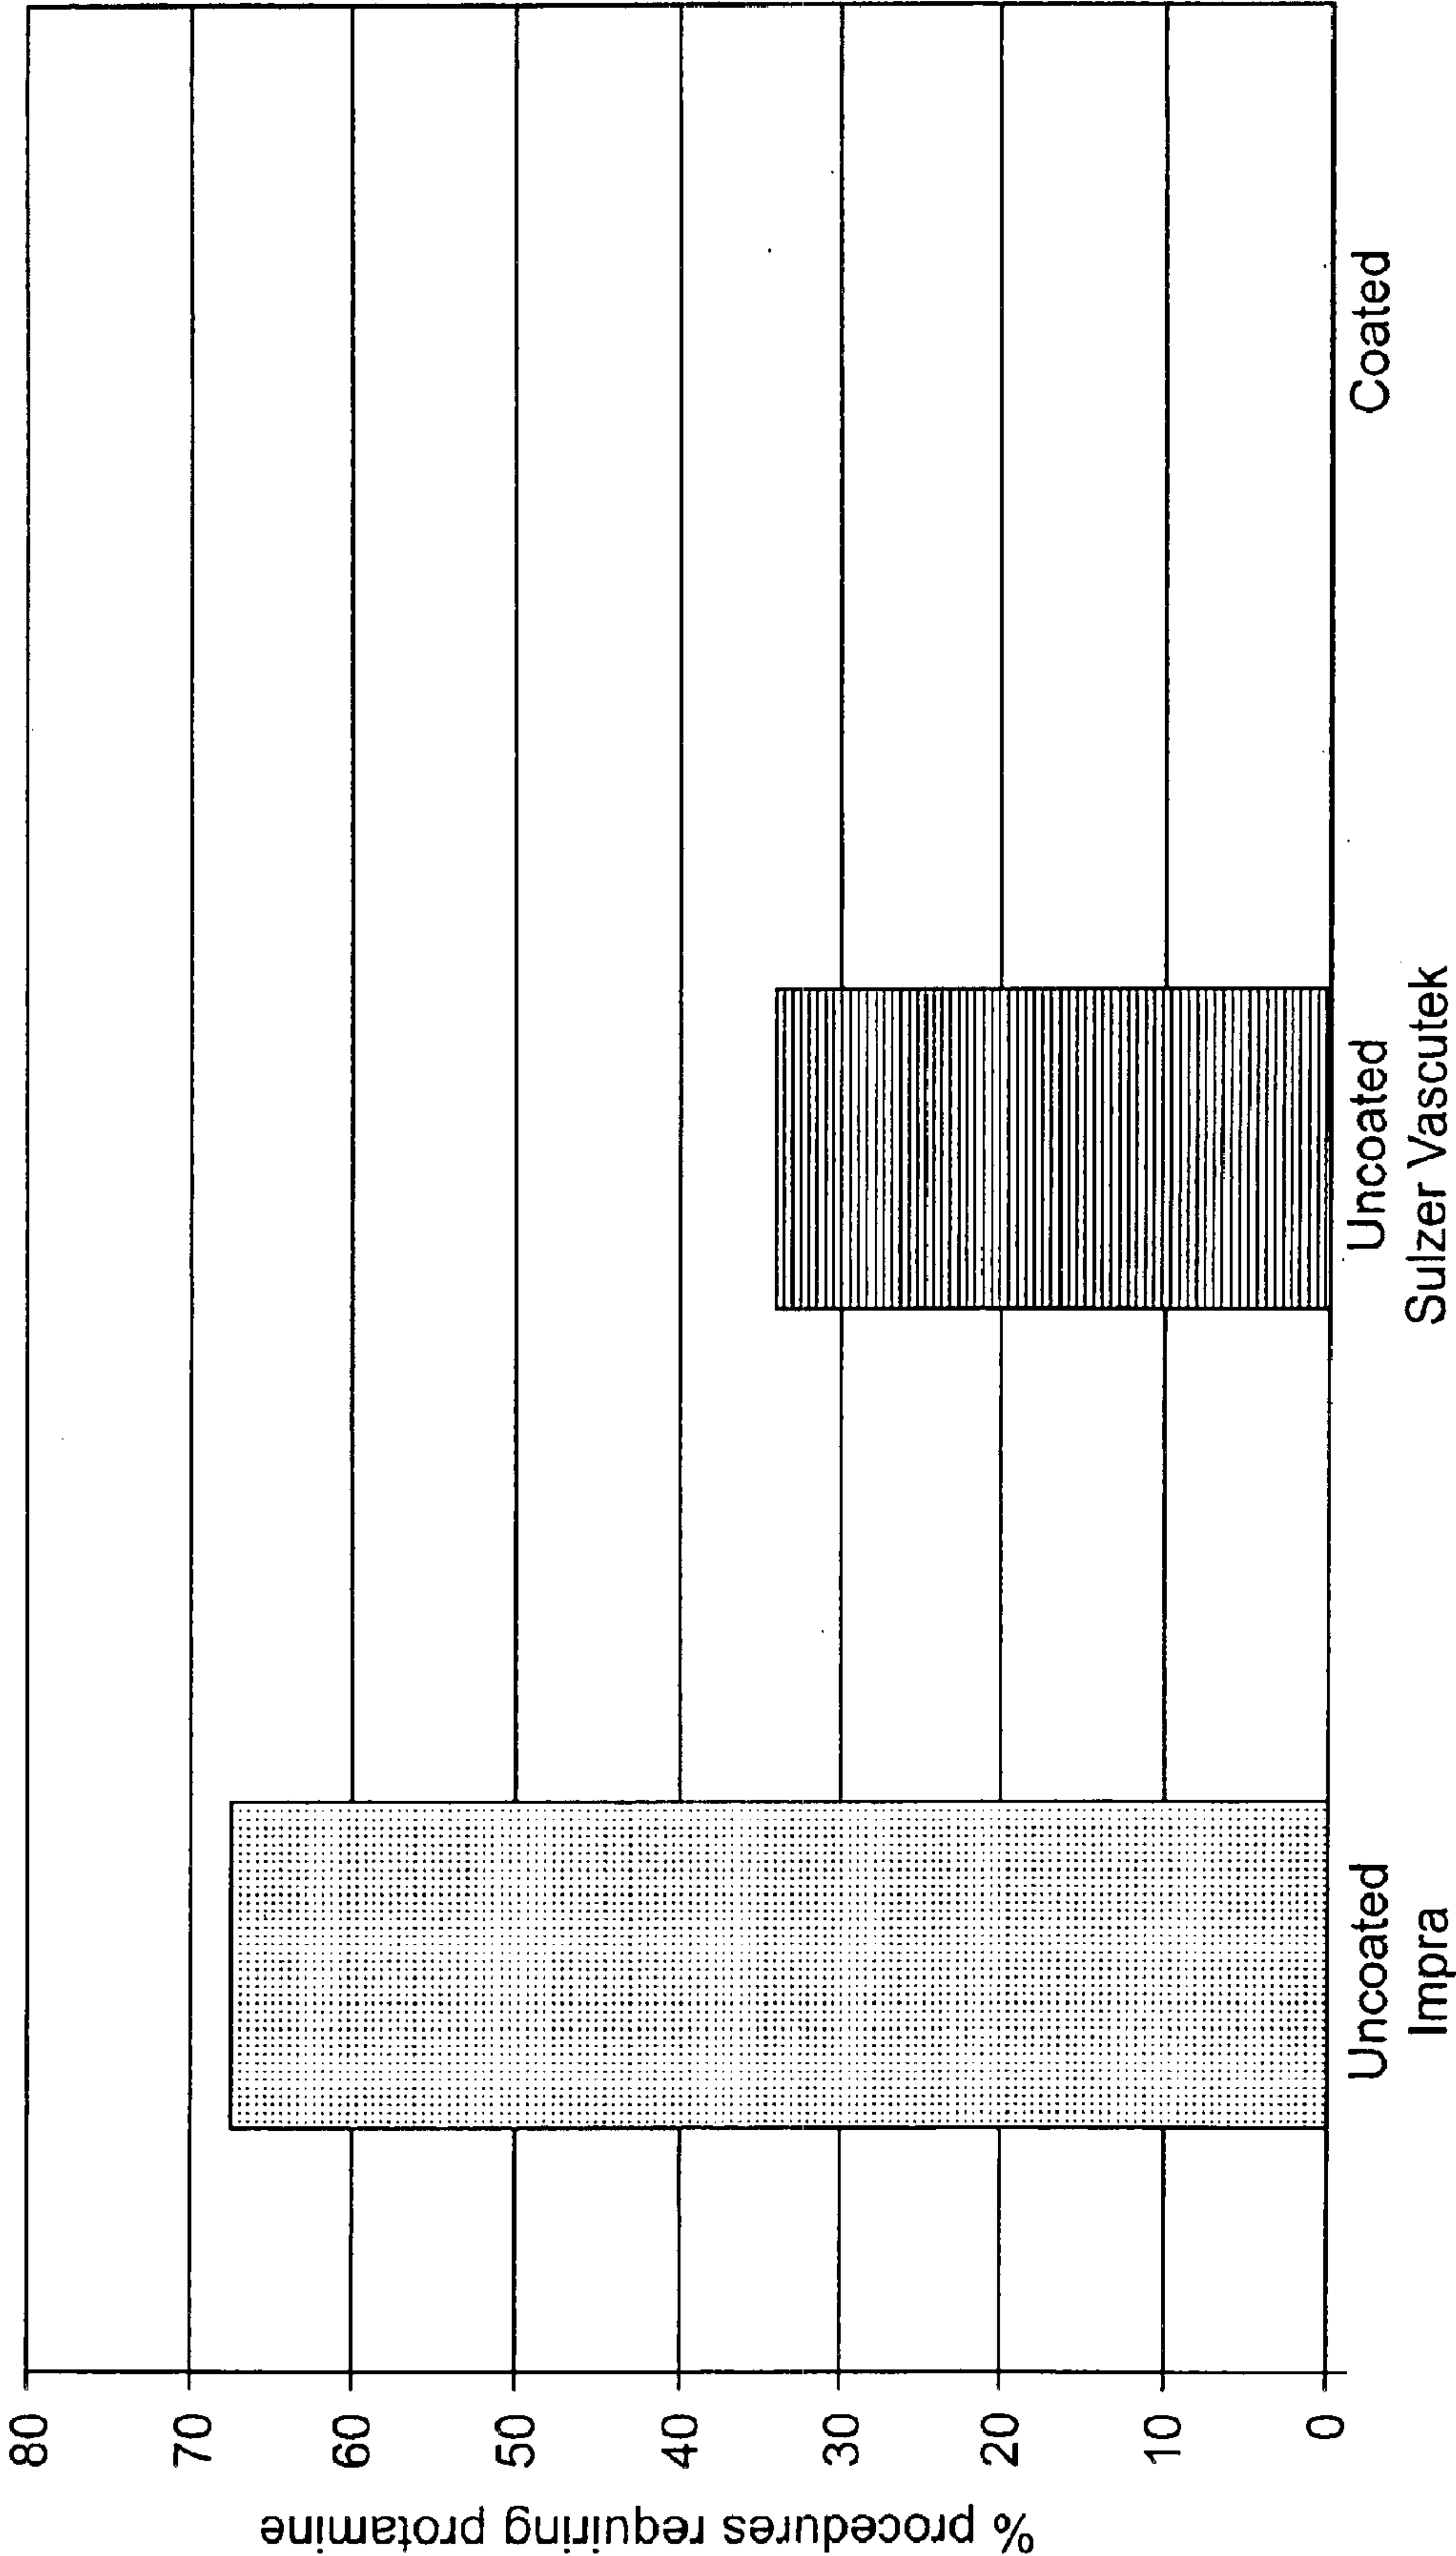 % procedures requiring protamine
80
70
60
50
40
30
20
10
0
Uncoated
Impra
Uncoated
Sulzer Vascutek
Coated